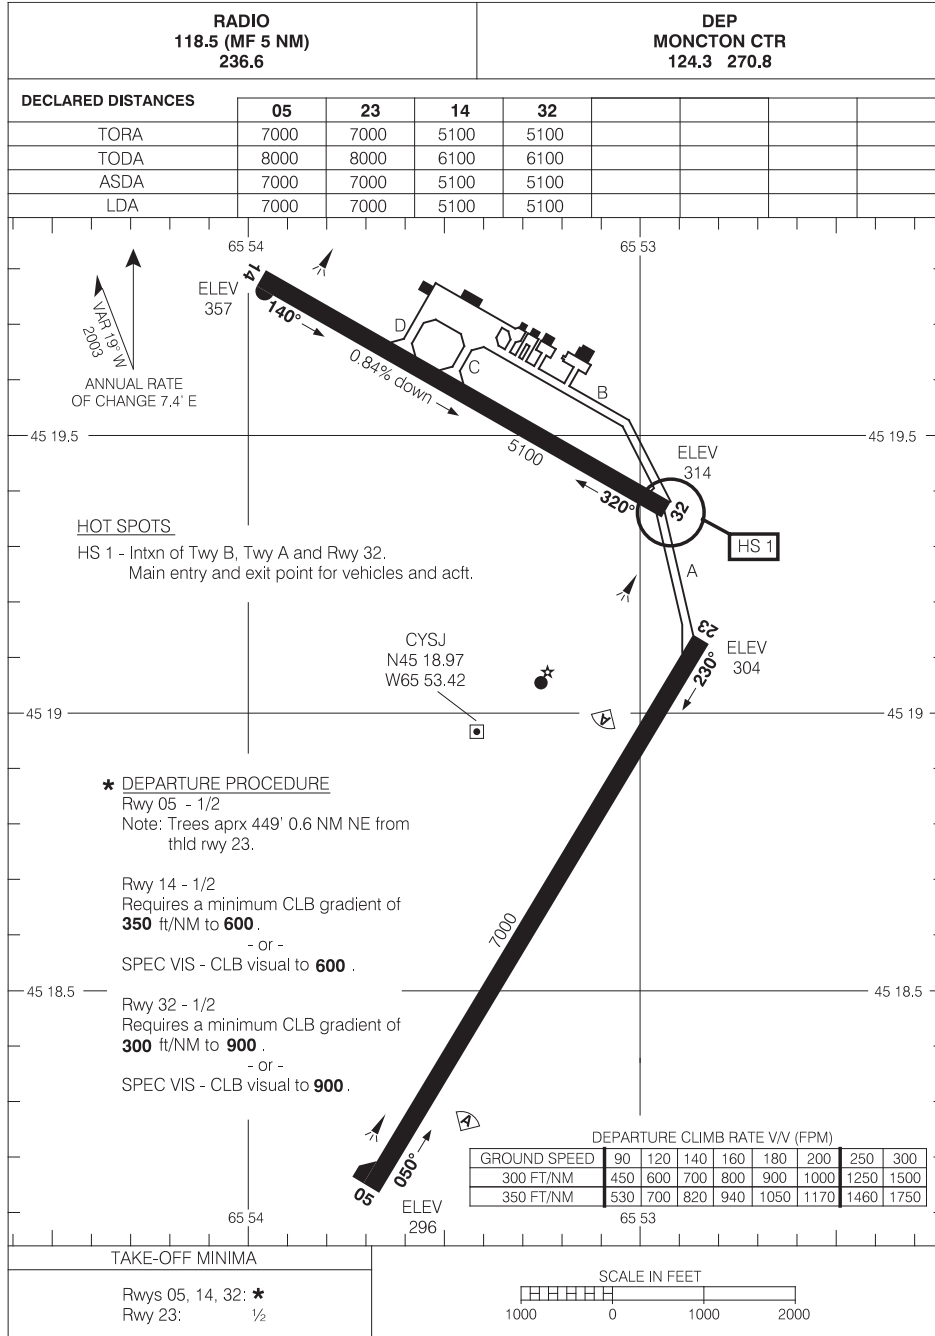 RADIO
118.5 (MF 5 NM)
236.6
DEP
MONCTON CTR
124.3 270.8
DECLARED DISTANCES
05 23 14 32
TORA 7000 7000 5100 5100
TODA 8000 8000 6100 6100
ASDA 7000 7000 5100 5100
LDA 7000 7000 5100 5100
65 54
65 53
VAR 19° W
2003
ANNUAL RATE
OF CHANGE 7.4' E
14
ELEV
357
140°
D
C
B
0.84% down
5100
45 19.5
45 19.5
ELEV
314
320°
32
HS 1
A
HOT SPOTS
HS 1 - Intxn of Twy B, Twy A and Rwy 32.
Main entry and exit point for vehicles and acft.
23
ELEV
304
230°
CYSJ
N45 18.97
W65 53.42
A
45 19
45 19
* DEPARTURE PROCEDURE
Rwy 05 - 1/2
Note: Trees aprx 449' 0.6 NM NE from
thld rwy 23.
Rwy 14 - 1/2
Requires a minimum CLB gradient of
350 ft/NM to 600.
- or -
SPEC VIS - CLB visual to 600 .
7000
45 18.5
45 18.5
Rwy 32 - 1/2
Requires a minimum CLB gradient of
300 ft/NM to 900 .
- or -
SPEC VIS - CLB visual to 900 .
A
050°
05
ELEV
296
DEPARTURE CLIMB RATE V/V (FPM)
GROUND SPEED 90 120 140 160 180 200 250 300
300 FT/NM 450 600 700 800 900 1000 1250 1500
350 FT/NM 530 700 820 940 1050 1170 1460 1750
65 54
65 53
TAKE-OFF MINIMA
Rwys 05, 14, 32: *
Rwy 23: ½
SCALE IN FEET
1000 0 1000 2000